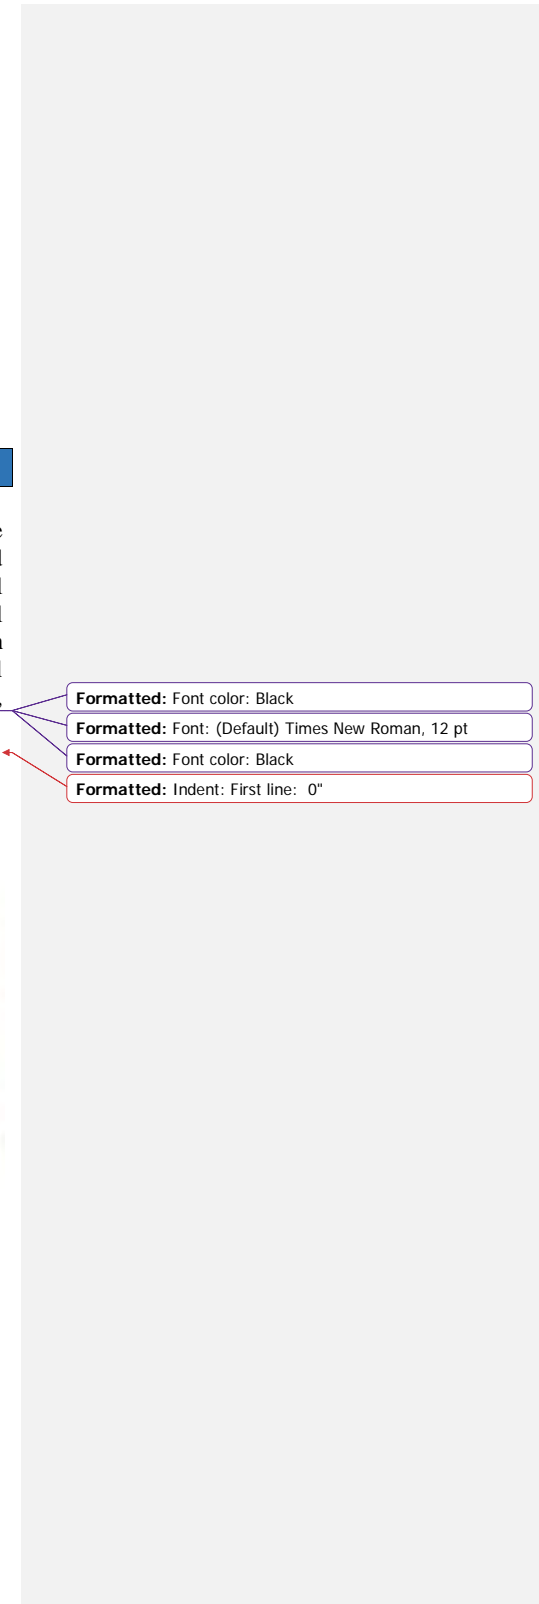 e
d
l
l
n
l
,
Formatted: Font color: Black
Formatted: Font: (Default) Times New Roman, 12 pt
Formatted: Font color: Black
Formatted: Indent: First line:  0"